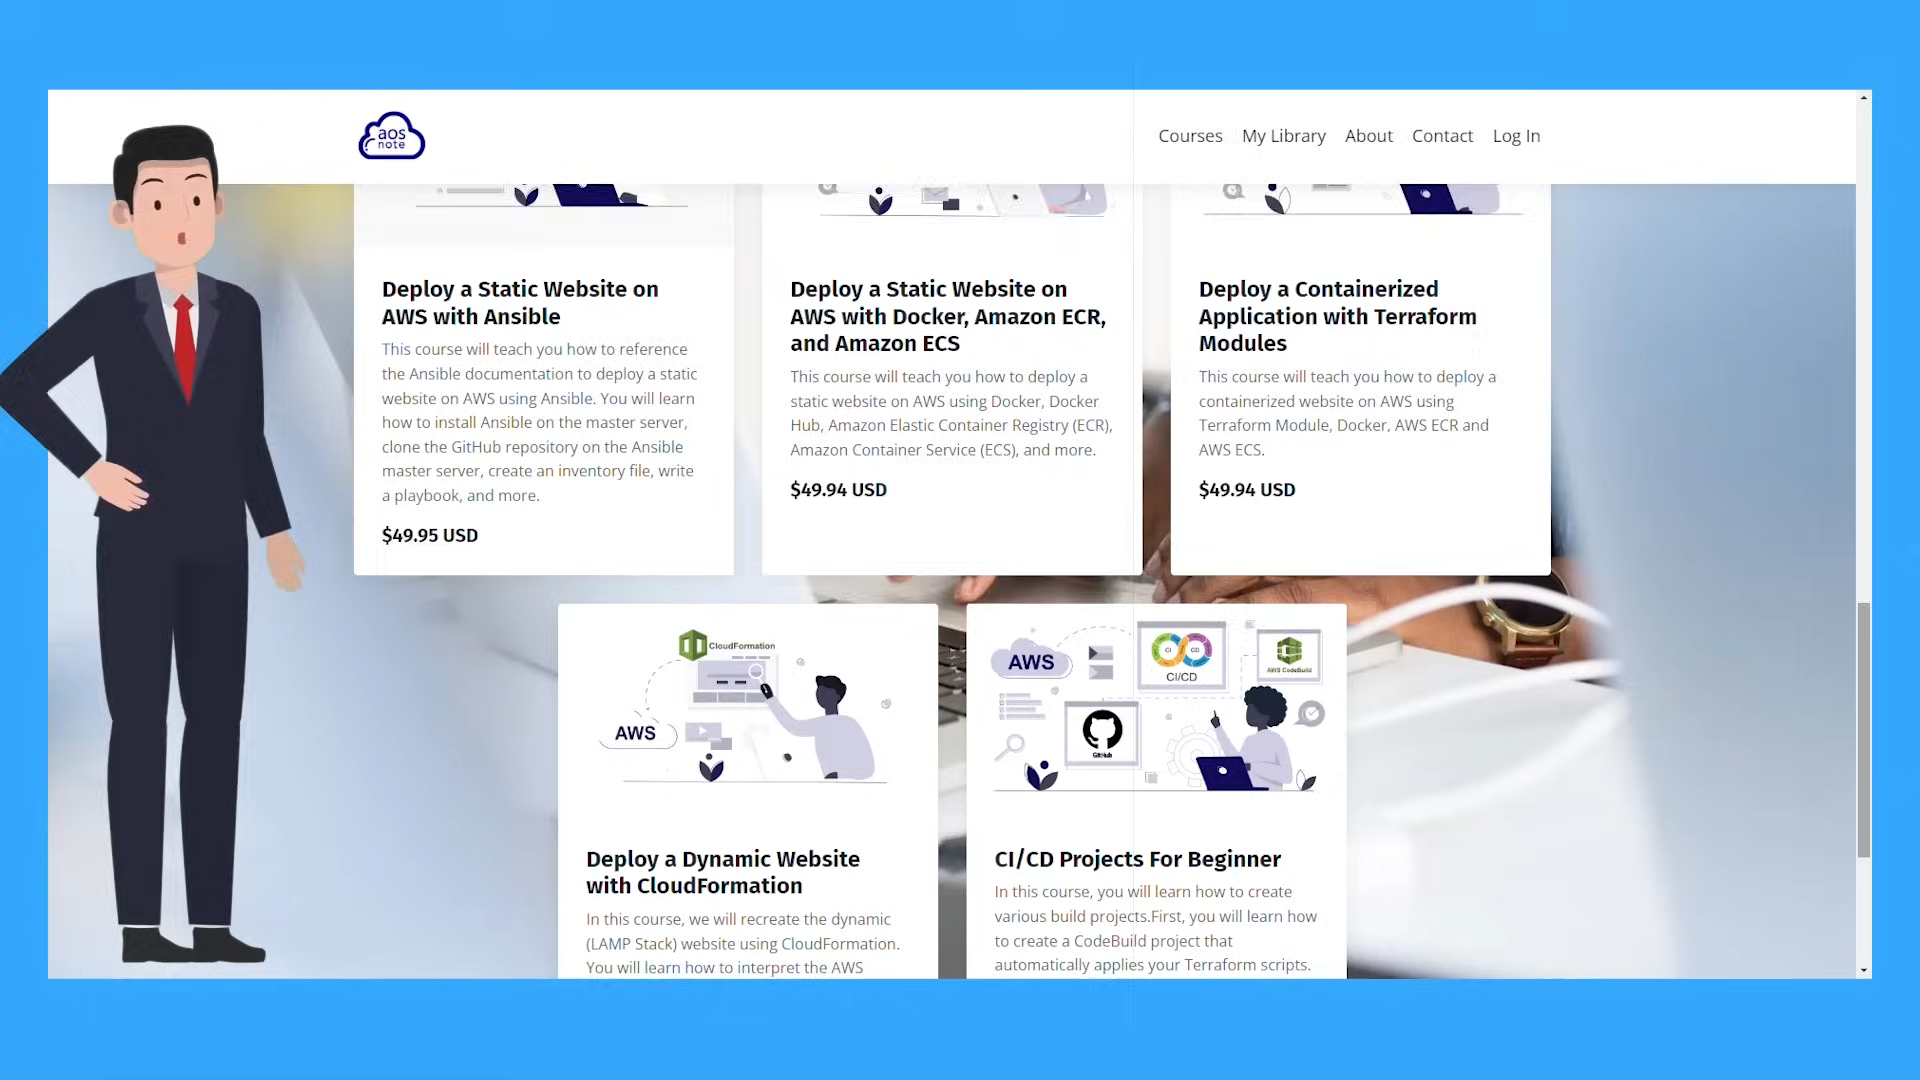 aos
note
Courses My Library About Contact Log In
Deploy a Static Website on
AWS with Ansible
This course will teach you how to reference
the Ansible documentation to deploy a static
website on AWS using Ansible. You will learn
how to install Ansible on the master server,
clone the GitHub repository on the Ansible
master server, create an inventory file, write
a playbook, and more.
$49.95 USD
Deploy a Static Website on
AWS with Docker, Amazon ECR,
and Amazon ECS
This course will teach you how to deploy a
static website on AWS using Docker, Docker
Hub, Amazon Elastic Container Registry (ECR),
Amazon Container Service (ECS), and more.
$49.94 USD
Deploy a Containerized
Application with Terraform
Modules
This course will teach you how to deploy a
containerized website on AWS using
Terraform Module, Docker, AWS ECR and
AWS ECS.
$49.94 USD
CloudFormation
AWS
Deploy a Dynamic Website
with CloudFormation
In this course, we will recreate the dynamic
(LAMP Stack) website using CloudFormation.
You will learn how to interpret the AWS
AWS
CI CD
CI/CD
AWS CodeBuild
GitHub
CI/CD Projects For Beginner
In this course, you will learn how to create
various build projects.First, you will learn how
to create a CodeBuild project that
automatically applies your Terraform scripts.